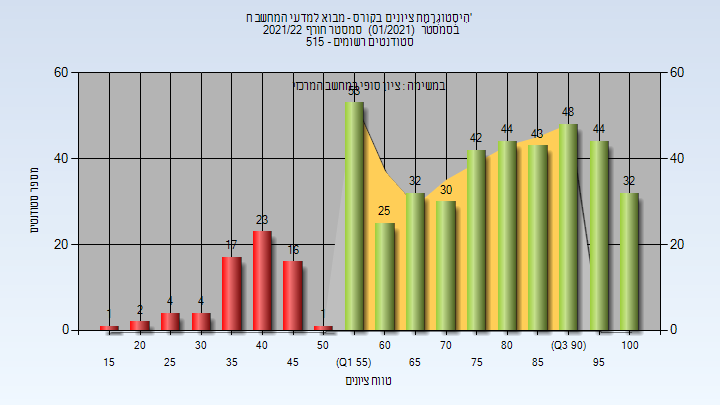 היסטוגרמת ציונים בקורס - מבוא למדעי המחשב ח'
בסמסטר (01/2021) סמסטר חורף 2021/22
סטודנטים רשומים - 515
במשימה : ציון סופי במחשב המרכזי
מספר סטודנטים
60
40
20
0
60
40
20
0
1 2 4 4 17 23 16 1 53 25 32 30 42 44 43 48 44 32
20 30 40 50 60 70 80 (Q3 90) 100
15 25 35 45 (Q1 55) 65 75 85 95
טווח ציונים